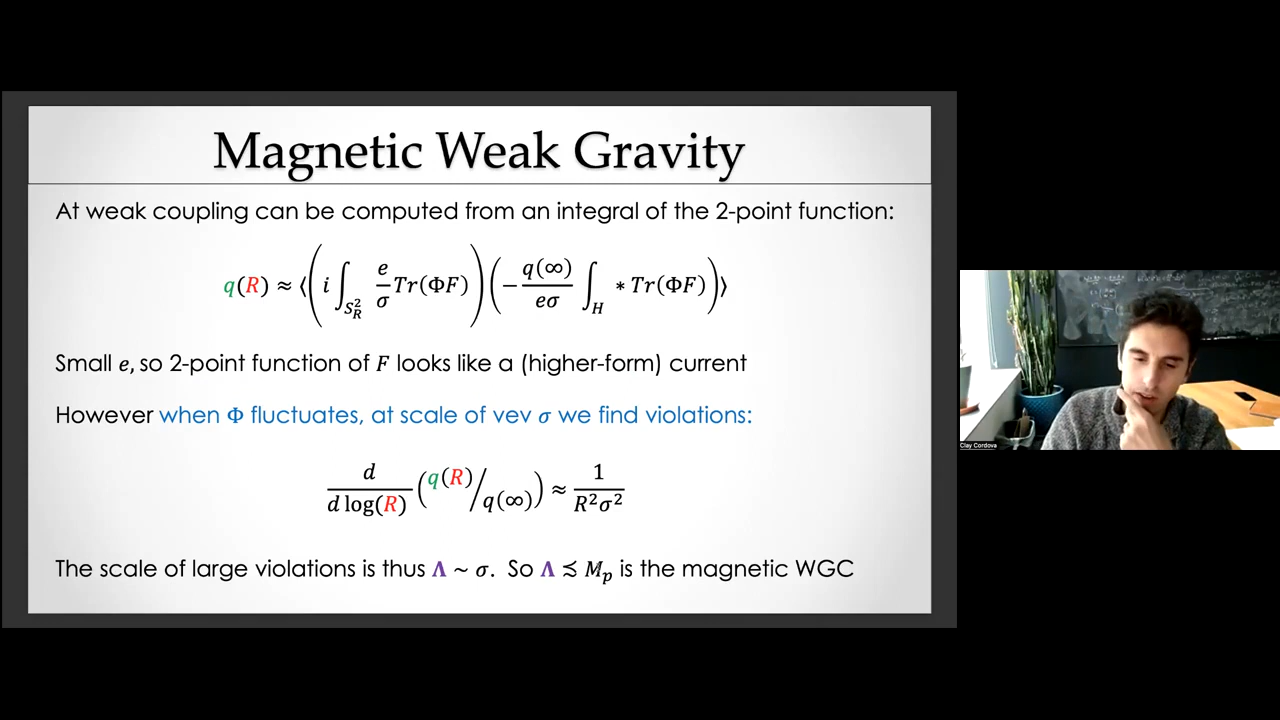 Magnetic Weak Gravity
At weak coupling can be computed from an integral of the 2-point function:
q(R) ≈ ⟨(i ∫_{S_R^2} e/σ Tr(ΦF)) (− q(∞)/eσ ∫_H ∗ Tr(ΦF))⟩
Small e, so 2-point function of F looks like a (higher-form) current
However when Φ fluctuates, at scale of vev σ we find violations:
d/d log(R) (q(R)/q(∞)) ≈ 1/R²σ²
The scale of large violations is thus Λ ~ σ. So Λ ≾ M_p is the magnetic WGC
Clay Cordova